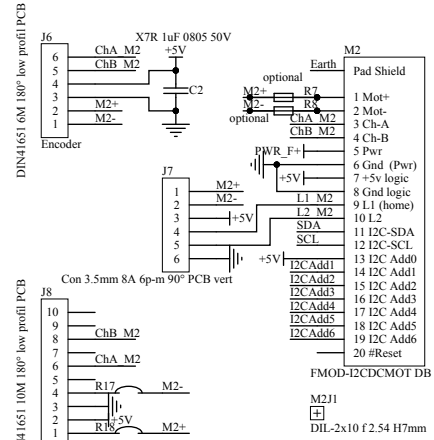 DIN41651 6M 180° low profil PCB
J6
6
5
4
3
2
1
ChA_M2
ChB_M2
M2+
M2-
Encoder
X7R 1uF 0805 50V
+5V
C2
M2
Earth
Pad Shield
optional
M2+
R7
1 Mot+
M2-
R8
2 Mot-
optional
ChA_M2
3 Ch-A
ChB_M2
4 Ch-B
PWR_F+
5 Pwr
6 Gnd (Pwr)
+5V
7 +5v logic
8 Gnd logic
L1_M2
9 L1 (home)
L2_M2
10 L2
SDA
11 I2C-SDA
SCL
12 I2C-SCL
+5V
13 I2C Add0
I2CAdd1
14 I2C Add1
I2CAdd2
15 I2C Add2
I2CAdd3
16 I2C Add3
I2CAdd4
17 I2C Add4
I2CAdd5
18 I2C Add5
I2CAdd6
19 I2C Add6
20 #Reset
FMOD-I2CDCMOT DB
J7
1
2
3
4
5
6
M2+
M2-
+5V
Con 3.5mm 8A 6p-m 90° PCB vert
41651 10M 180° low profil PCB
J8
10
9
8
7
6
5
4
3
2
1
ChB_M2
ChA_M2
R17
M2-
+5V
R18
M2+
M2J1
DIL-2x10 f 2.54 H7mm